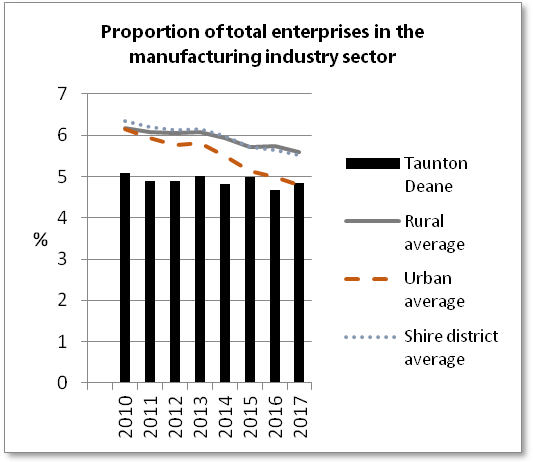 Proportion of total enterprises in the
manufacturing industry sector
7
6
5
4
3
2
1
0
%
2010
2011
2012
2013
2014
2015
2016
2017
Taunton
Deane
Rural
average
Urban
average
Shire district
average